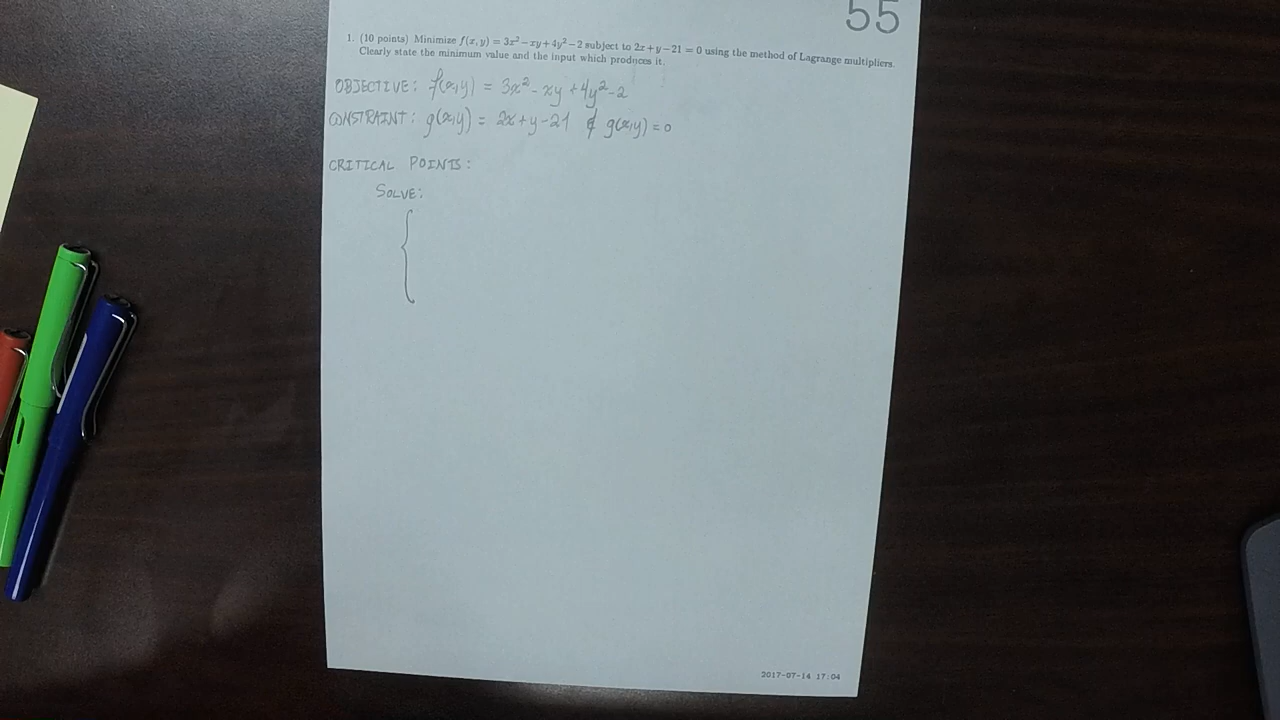 55
1. (10 points) Minimize f(x, y) = 3x² − xy + 4y² − 2 subject to 2x + y − 21 = 0 using the method of Lagrange multipliers.
Clearly state the minimum value and the input which produces it.
OBJECTIVE: f(x,y) = 3x² - xy + 4y² - 2
CONSTRAINT: g(x,y) = 2x + y - 21 & g(x,y) = 0
CRITICAL POINTS:
SOLVE:
2017-07-14 17:04